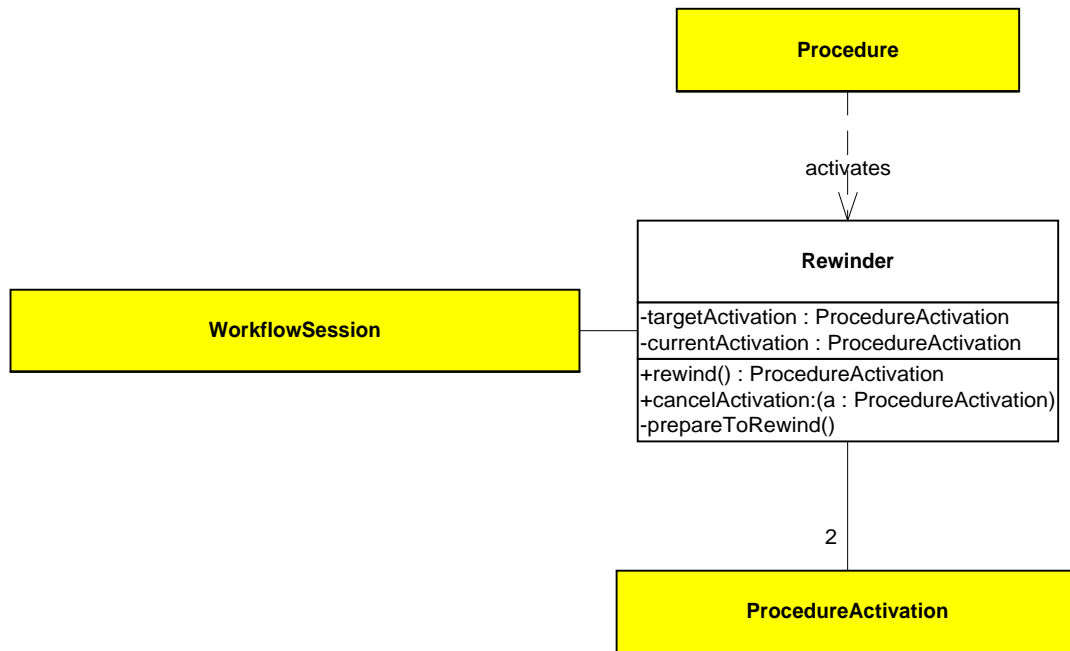 Procedure
activates
Rewinder
-targetActivation : ProcedureActivation
-currentActivation : ProcedureActivation
WorkflowSession
+rewind() : ProcedureActivation
+cancelActivation:(a : ProcedureActivation)
-prepareToRewind()
2
ProcedureActivation